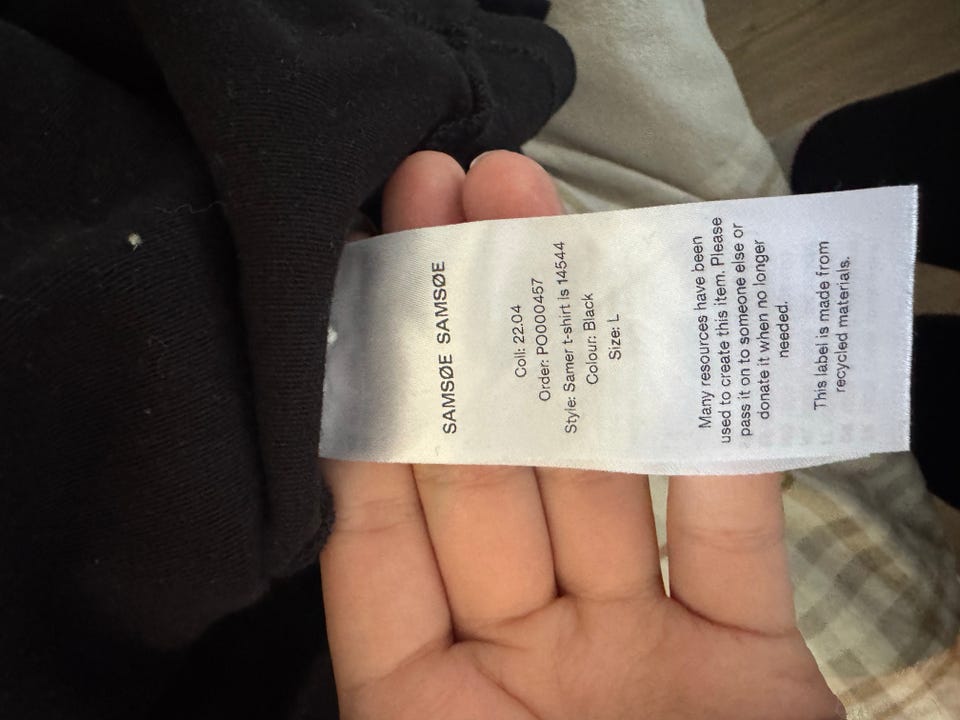 SAMSØE SAMSØE
Coll: 22.04
Order: PO000457
Style: Samer t-shirt ls 14544
Colour: Black
Size: L
Many resources have been
used to create this item. Please
pass it on to someone else or
donate it when no longer
needed.
This label is made from
recycled materials.